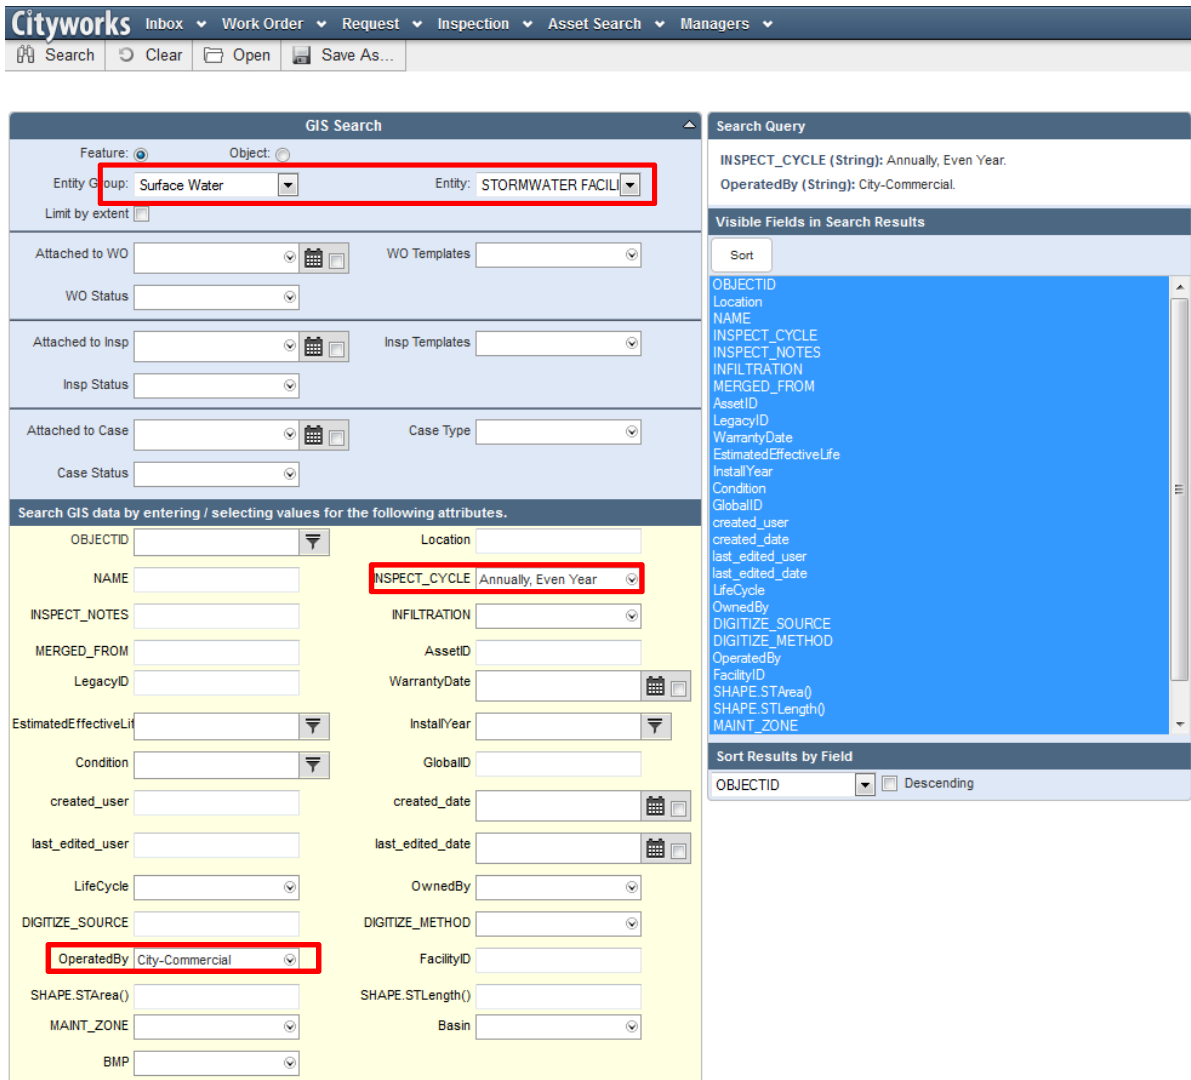 Cityworks Inbox Work Order Request Inspection Asset Search Managers
Search Clear Open Save As...
GIS Search
Feature: Object:
Entity Group: Surface Water Entity: STORMWATER FACILI
Limit by extent
Attached to WO WO Templates
WO Status
Attached to Insp Insp Templates
Insp Status
Attached to Case Case Type
Case Status
Search GIS data by entering / selecting values for the following attributes.
OBJECTID Location
NAME INSPECT_CYCLE Annually, Even Year
INSPECT_NOTES INFILTRATION
MERGED_FROM AssetID
LegacyID WarrantyDate
EstimatedEffectiveLif InstallYear
Condition GlobalID
created_user created_date
last_edited_user last_edited_date
LifeCycle OwnedBy
DIGITIZE_SOURCE DIGITIZE_METHOD
OperatedBy City-Commercial FacilityID
SHAPE.STArea() SHAPE.STLength()
MAINT_ZONE Basin
BMP
Search Query
INSPECT_CYCLE (String): Annually, Even Year.
OperatedBy (String): City-Commercial.
Visible Fields in Search Results
Sort
OBJECTID
Location
NAME
INSPECT_CYCLE
INSPECT_NOTES
INFILTRATION
MERGED_FROM
AssetID
LegacyID
WarrantyDate
EstimatedEffectiveLife
InstallYear
Condition
GlobalID
created_user
created_date
last_edited_user
last_edited_date
LifeCycle
OwnedBy
DIGITIZE_SOURCE
DIGITIZE_METHOD
OperatedBy
FacilityID
SHAPE.STArea()
SHAPE.STLength()
MAINT_ZONE
Sort Results by Field
OBJECTID Descending